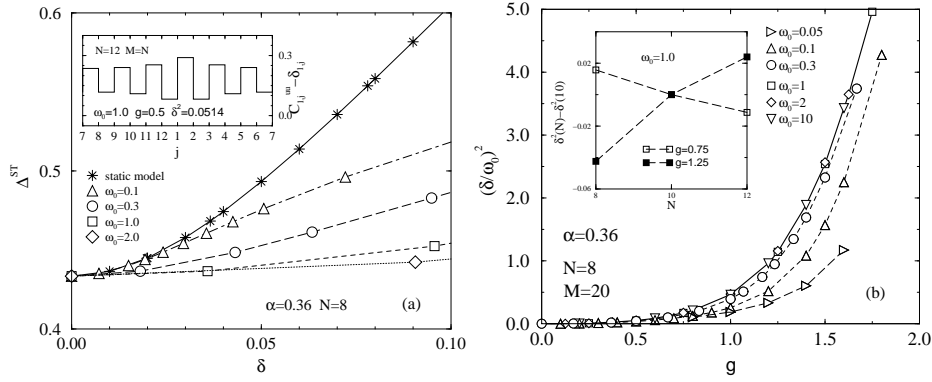 0.6
0.5
0.4
Δ^ST
N=12 M=N
ω₀=1.0 g=0.5 δ²=0.0514
7 8 9 10 11 12 1 2 3 4 5 6 7
j
0.3
0.0
static model
ω₀=0.1
ω₀=0.3
ω₀=1.0
ω₀=2.0
α=0.36 N=8
(a)
0.00 0.05 0.10
δ
5.0
4.0
3.0
2.0
1.0
0.0
(δ/ω₀)²
0.02
-0.02
-0.06
δ²(N)−δ²(10)
ω₀=1.0
g=0.75
g=1.25
8 10 12
N
ω₀=0.05
ω₀=0.1
ω₀=0.3
ω₀=1
ω₀=2
ω₀=10
α=0.36
N=8
M=20
(b)
0.0 0.5 1.0 1.5 2.0
g